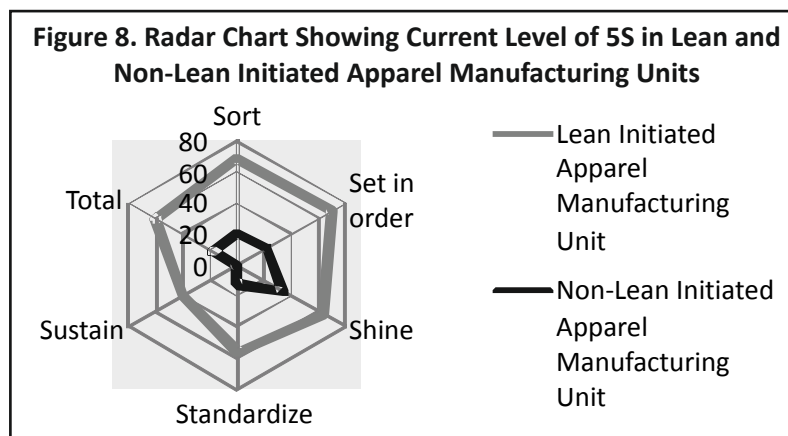 Figure 8. Radar Chart Showing Current Level of 5S in Lean and
Non-Lean Initiated Apparel Manufacturing Units
Sort
80
60
40
20
0
Set in
order
Shine
Standardize
Sustain
Total
Lean Initiated
Apparel
Manufacturing
Unit
Non-Lean Initiated
Apparel
Manufacturing
Unit